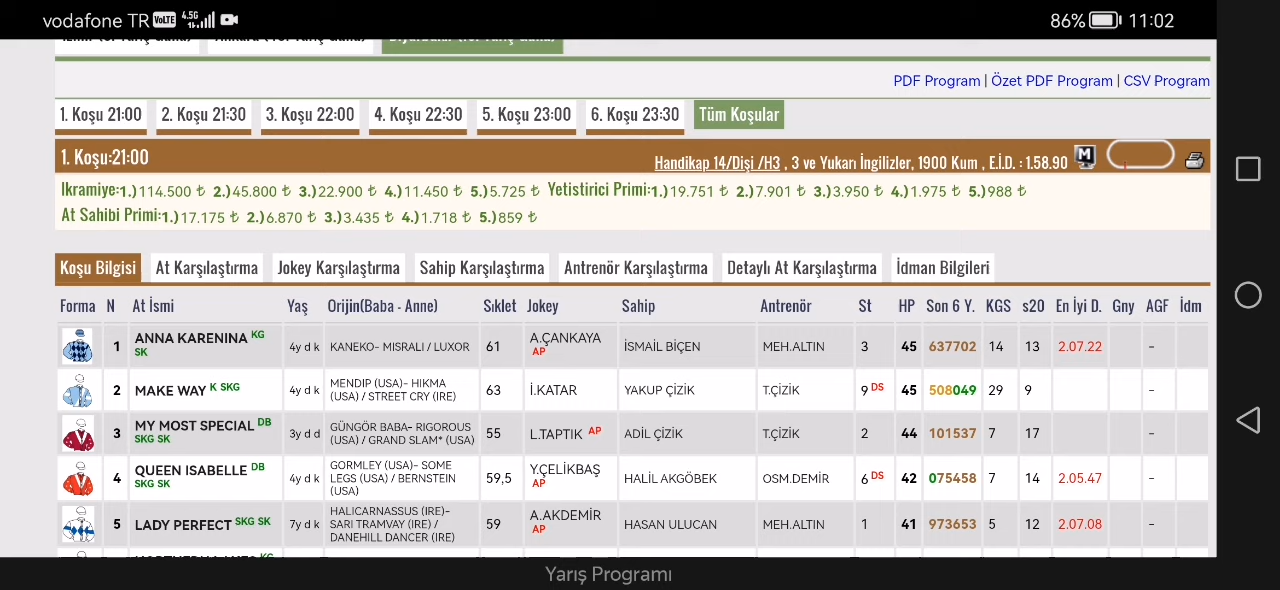 vodafone TR VoLTE 4.5G 86% 11:02
PDF Program | Özet PDF Program | CSV Program
1. Koşu 21:00 2. Koşu 21:30 3. Koşu 22:00 4. Koşu 22:30 5. Koşu 23:00 6. Koşu 23:30 Tüm Koşular
1. Koşu:21:00 Handikap 14/Dişi /H3 , 3 ve Yukarı İngilizler, 1900 Kum , E.İ.D. : 1.58.90 M
Ikramiye:1.)114.500 ₺ 2.)45.800 ₺ 3.)22.900 ₺ 4.)11.450 ₺ 5.)5.725 ₺ Yetistirici Primi:1.)19.751 ₺ 2.)7.901 ₺ 3.)3.950 ₺ 4.)1.975 ₺ 5.)988 ₺
At Sahibi Primi:1.)17.175 ₺ 2.)6.870 ₺ 3.)3.435 ₺ 4.)1.718 ₺ 5.)859 ₺
Koşu Bilgisi At Karşılaştırma Jokey Karşılaştırma Sahip Karşılaştırma Antrenör Karşılaştırma Detaylı At Karşılaştırma İdman Bilgileri
Forma N At İsmi Yaş Orijin(Baba - Anne) Sıklet Jokey Sahip Antrenör St HP Son 6 Y. KGS s20 En İyi D. Gny AGF İdm
1 ANNA KARENINA KG SK 4y d k KANEKO- MISRALI / LUXOR 61 A.ÇANKAYA AP İSMAİL BİÇEN MEH.ALTIN 3 45 637702 14 13 2.07.22 -
2 MAKE WAY K SKG 4y d k MENDIP (USA)- HIKMA (USA) / STREET CRY (IRE) 63 İ.KATAR YAKUP ÇİZİK T.ÇİZİK 9 DS 45 508049 29 9 -
3 MY MOST SPECIAL DB SKG SK 3y d d GÜNGÖR BABA- RIGOROUS (USA) / GRAND SLAM* (USA) 55 L.TAPTIK AP ADİL ÇİZİK T.ÇİZİK 2 44 101537 7 17 -
4 QUEEN ISABELLE DB SKG SK 4y d k GORMLEY (USA)- SOME LEGS (USA) / BERNSTEIN (USA) 59,5 Y.ÇELİKBAŞ AP HALİL AKGÖBEK OSM.DEMİR 6 DS 42 075458 7 14 2.05.47 -
5 LADY PERFECT SKG SK 7y d k HALICARNASSUS (IRE)- SARI TRAMVAY (IRE) / DANEHILL DANCER (IRE) 59 A.AKDEMİR AP HASAN ULUCAN MEH.ALTIN 1 41 973653 5 12 2.07.08 -
KG
Yarış Programı